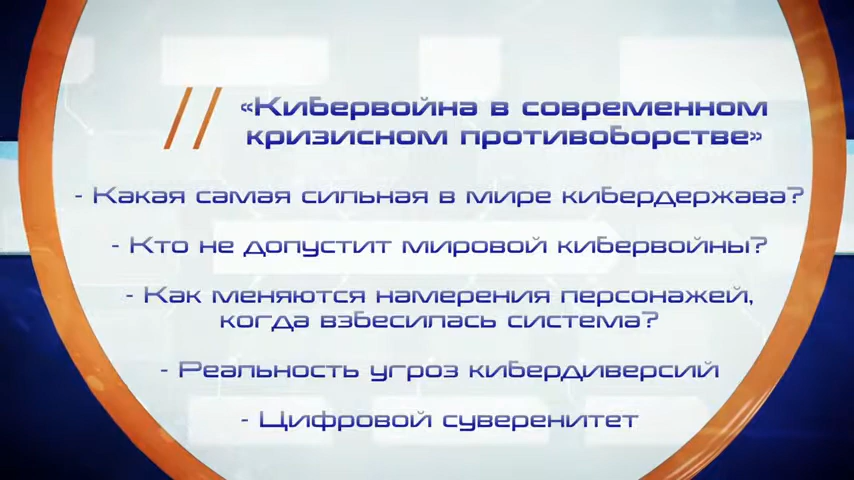 «Кибервойна в современном
кризисном противоборстве»
- Какая самая сильная в мире кибердержава?
- Кто не допустит мировой кибервойны?
- Как меняются намерения персонажей,
когда взбесилась система?
- Реальность угроз кибердиверсий
- Цифровой суверенитет